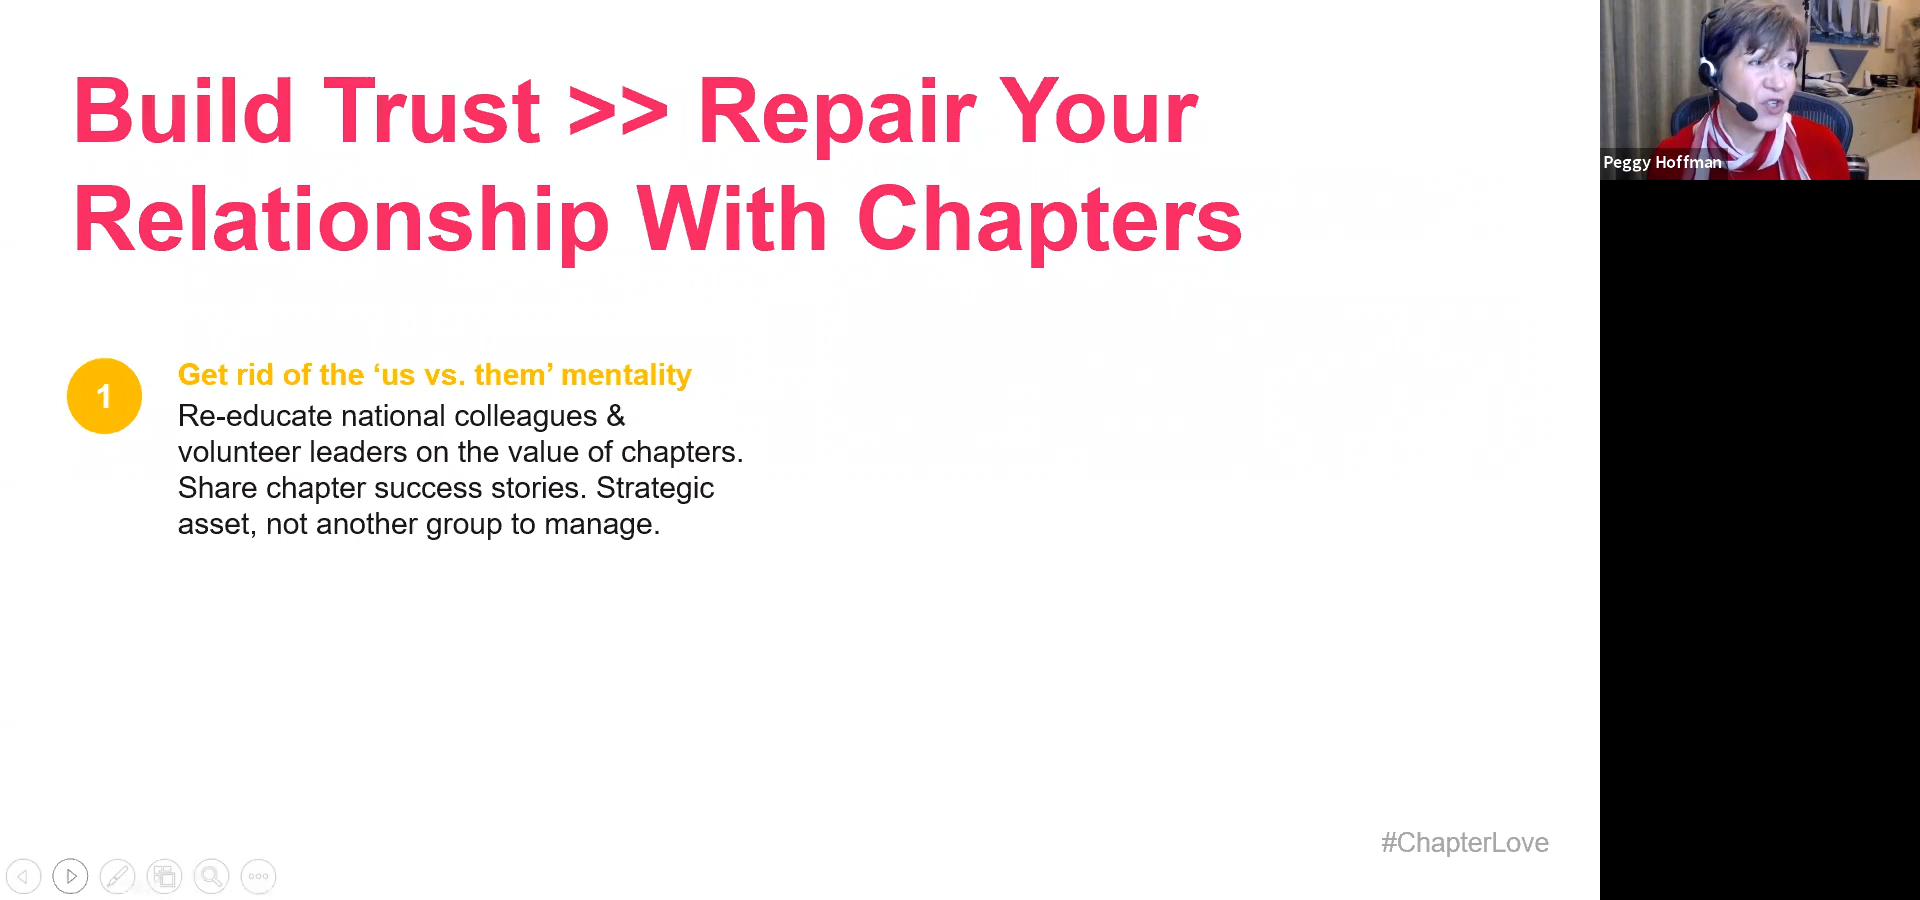 Build Trust >> Repair Your
Relationship With Chapters
1
Get rid of the ‘us vs. them’ mentality
Re-educate national colleagues &
volunteer leaders on the value of chapters.
Share chapter success stories. Strategic
asset, not another group to manage.
#ChapterLove
Peggy Hoffman